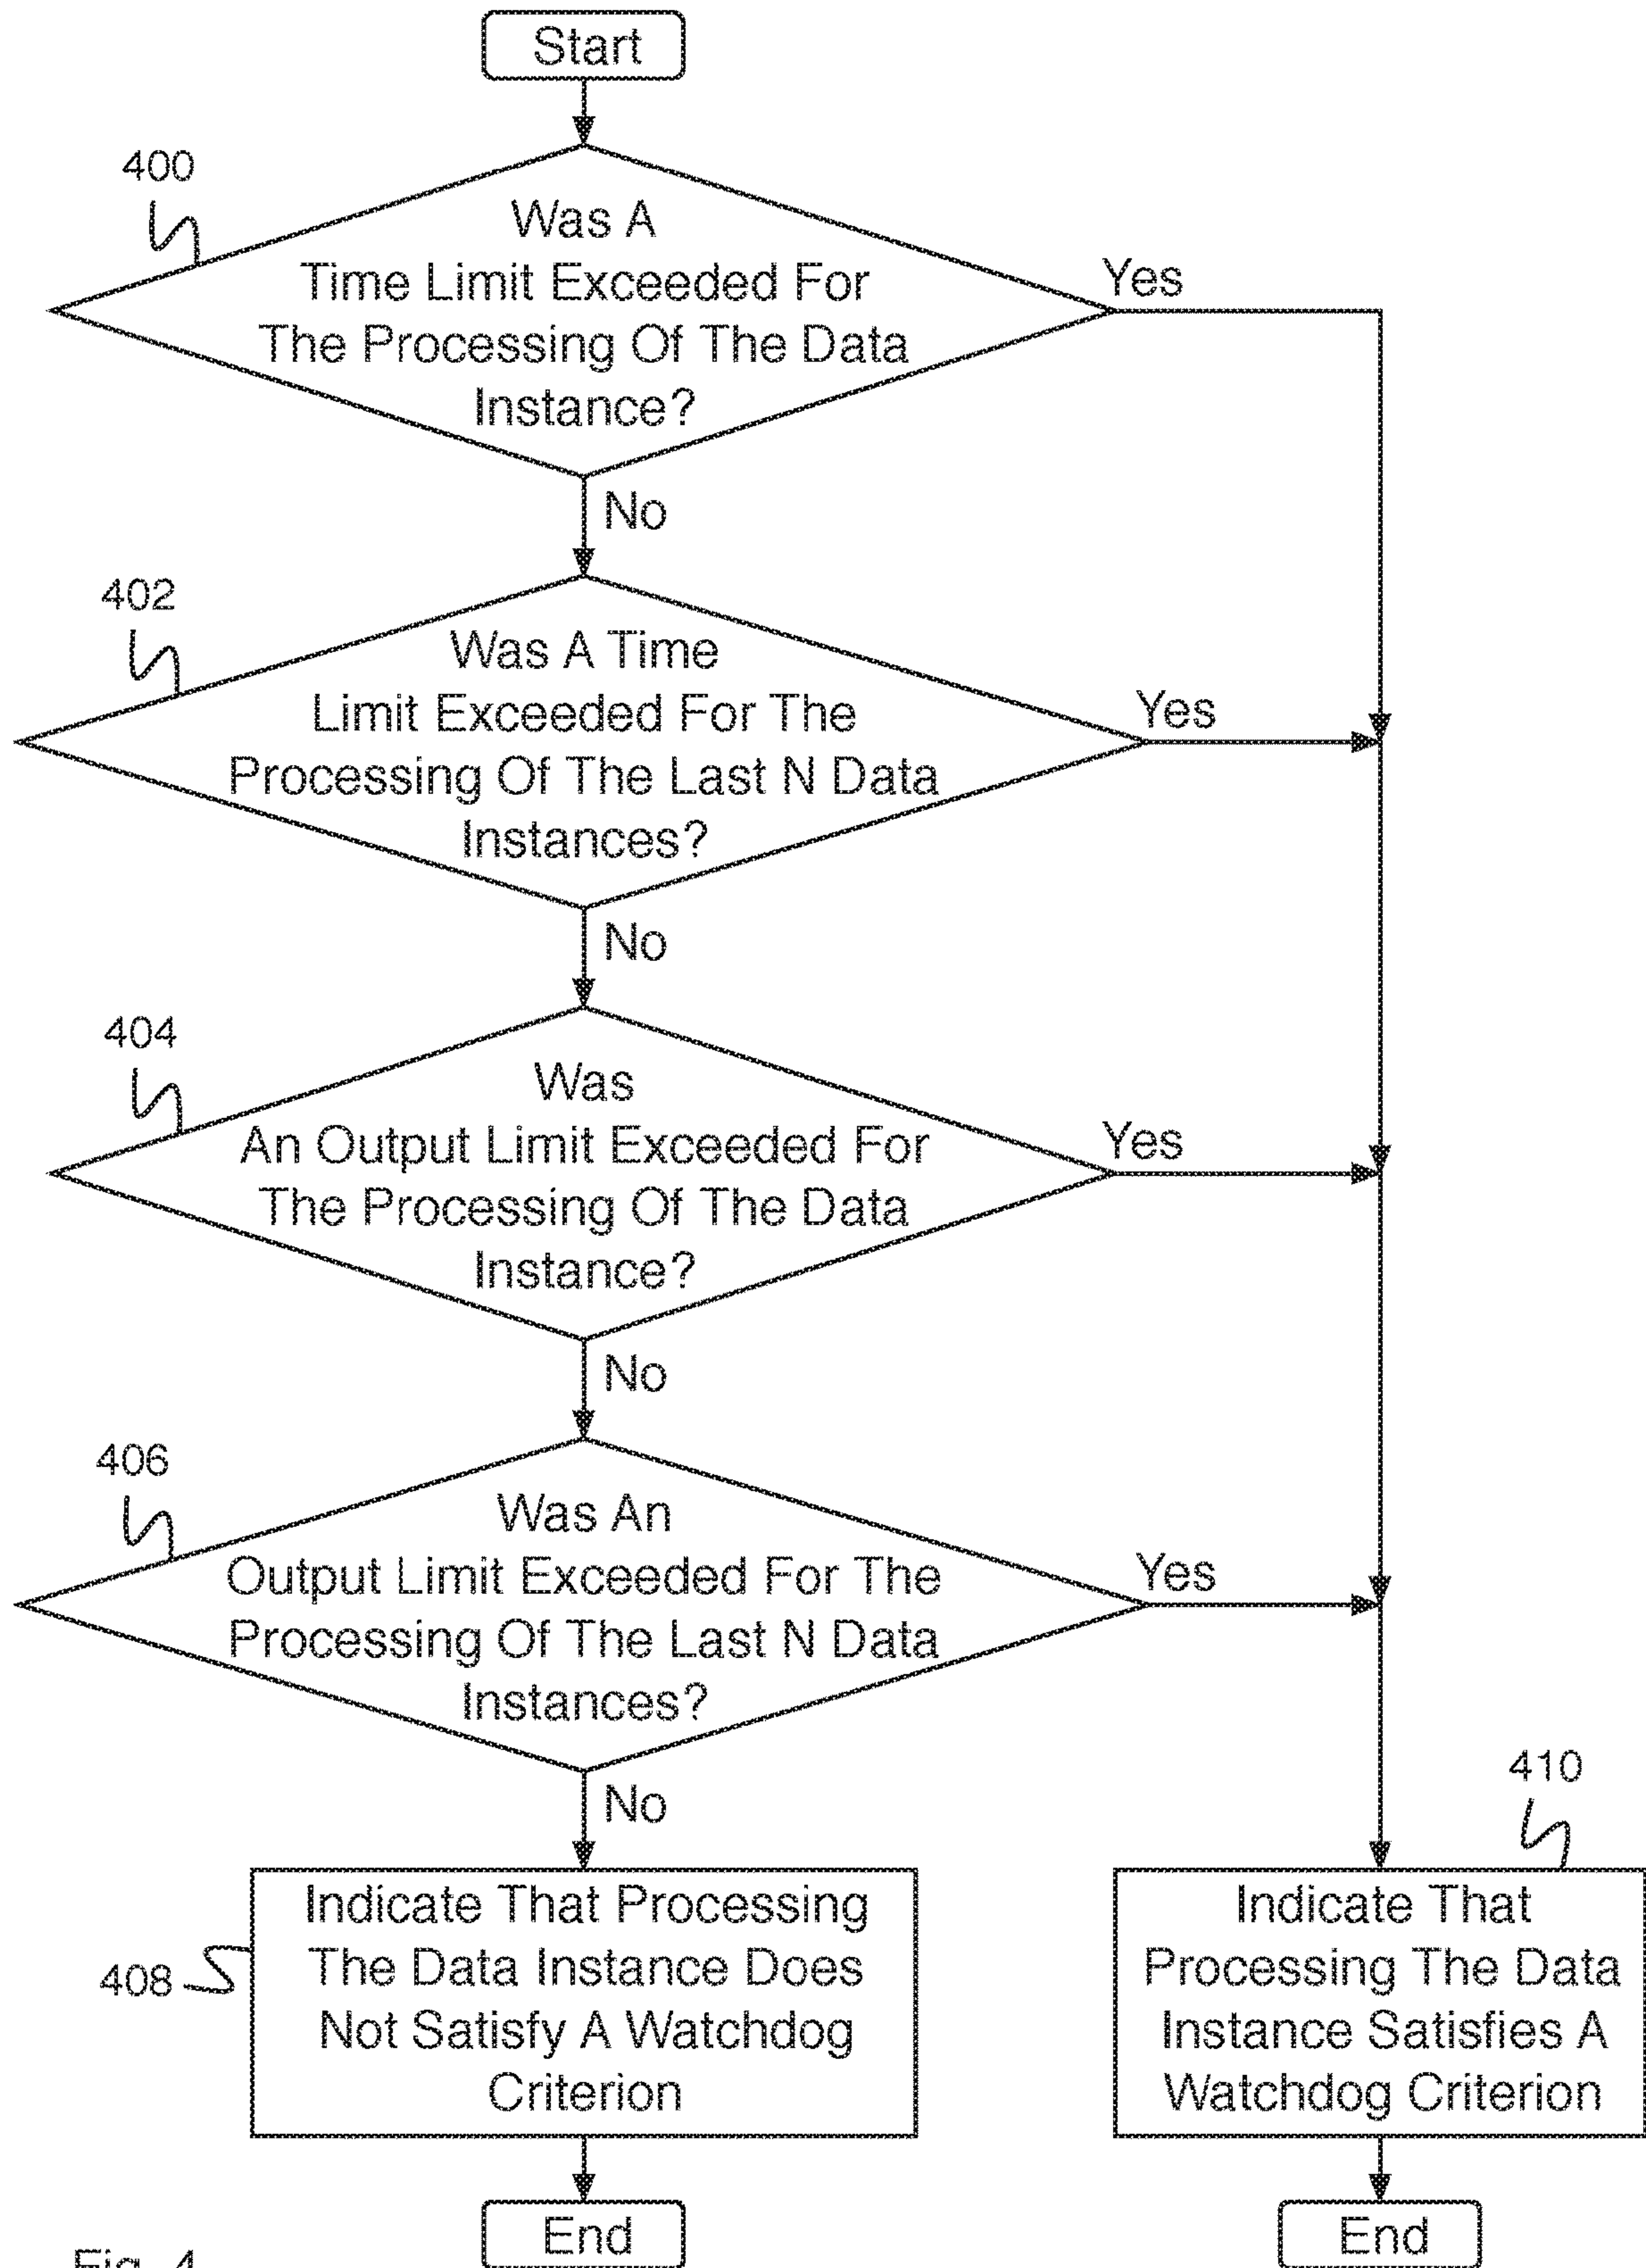 Start
400
Was A
Time Limit Exceeded For
The Processing Of The Data
Instance?
Yes
No
402
Was A Time
Limit Exceeded For The
Processing Of The Last N Data
Instances?
Yes
No
404
Was
An Output Limit Exceeded For
The Processing Of The Data
Instance?
Yes
No
406
Was An
Output Limit Exceeded For The
Processing Of The Last N Data
Instances?
Yes
No
408
Indicate That Processing
The Data Instance Does
Not Satisfy A Watchdog
Criterion
410
Indicate That
Processing The Data
Instance Satisfies A
Watchdog Criterion
End
End
Fig. 4